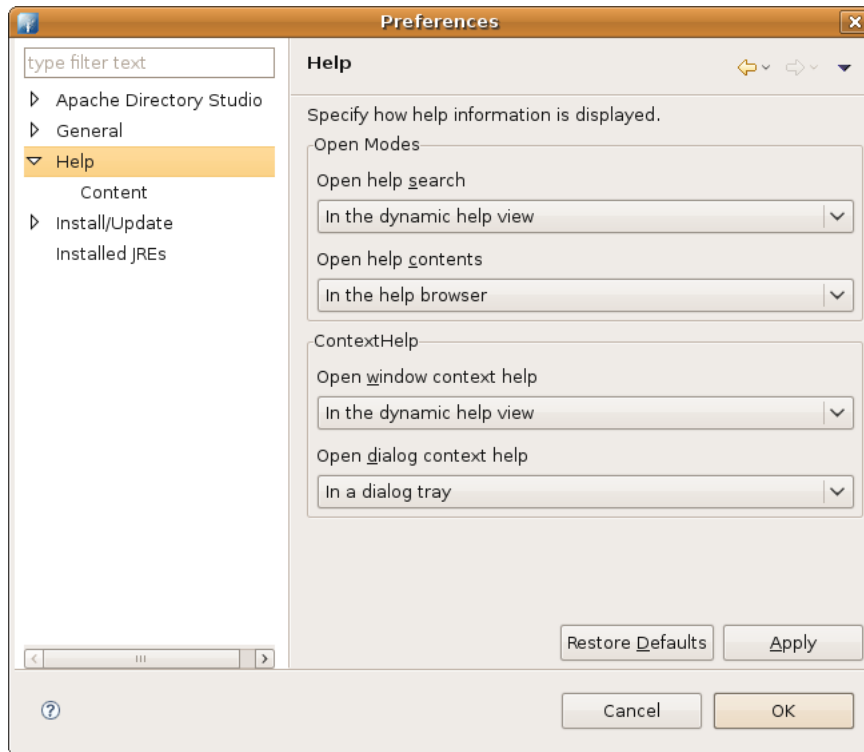 Preferences
type filter text
Apache Directory Studio
General
Help
Content
Install/Update
Installed JREs
Help
Specify how help information is displayed.
Open Modes
Open help search
In the dynamic help view
Open help contents
In the help browser
ContextHelp
Open window context help
In the dynamic help view
Open dialog context help
In a dialog tray
Restore Defaults
Apply
?
Cancel
OK